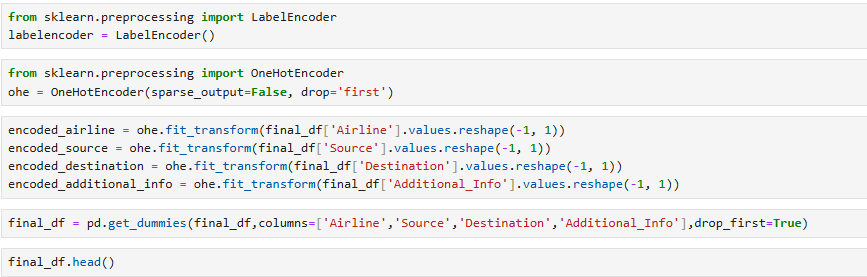 from sklearn.preprocessing import LabelEncoder
labelencoder = LabelEncoder()
from sklearn.preprocessing import OneHotEncoder
ohe = OneHotEncoder(sparse_output=False, drop='first')
encoded_airline = ohe.fit_transform(final_df['Airline'].values.reshape(-1, 1))
encoded_source = ohe.fit_transform(final_df['Source'].values.reshape(-1, 1))
encoded_destination = ohe.fit_transform(final_df['Destination'].values.reshape(-1, 1))
encoded_additional_info = ohe.fit_transform(final_df['Additional_Info'].values.reshape(-1, 1))
final_df = pd.get_dummies(final_df,columns=['Airline','Source','Destination','Additional_Info'],drop_first=True)
final_df.head()